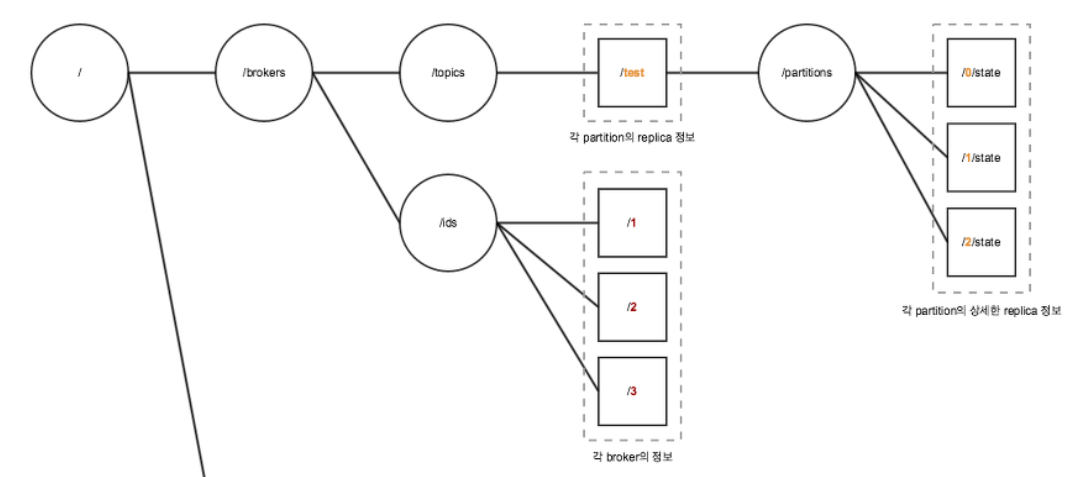 /
/brokers
/topics
/test
/partitions
/0/state
각 partition의 replica 정보
/1/state
/ids
/1
/2/state
/2
각 partition의 상세한 replica 정보
/3
각 broker의 정보